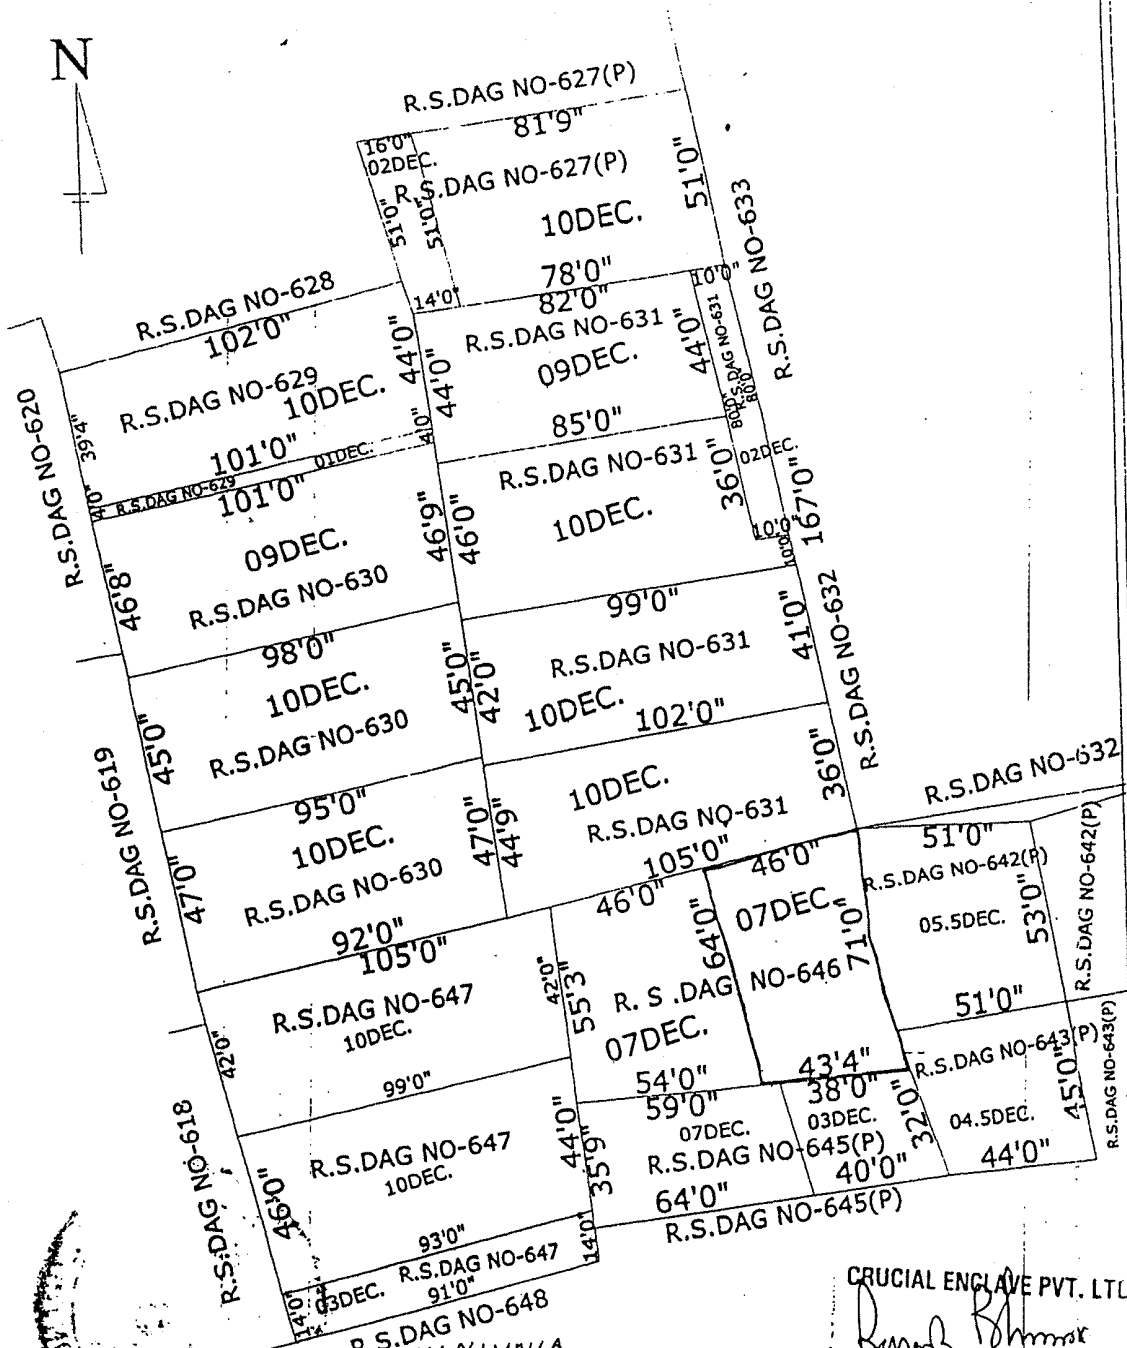 N
R.S.DAG NO-627(P)
81'9"
16'0"
02DEC.
R.S.DAG NO-627(P)
51'0"
51'0"
51'0"
10DEC.
R.S.DAG NO-633
78'0"
10'0"
14'0"
82'0"
R.S.DAG NO-628
102'0"
44'0"
44'0"
R.S.DAG NO-631
44'0"
R.S.DAG NO-631
09DEC.
R.S.DAG NO-620
R.S.DAG NO-629
10DEC.
39'4"
80'0"
80'0"
85'0"
4'0"
101'0"
01DEC.
R.S.DAG NO-631
36'0"
02DEC.
4'0"
R.S.DAG NO-629
101'0"
10DEC.
167'0"
10'0"
10'0"
46'9"
46'0"
09DEC.
46'8"
R.S.DAG NO-630
99'0"
41'0"
R.S.DAG NO-632
98'0"
R.S.DAG NO-631
45'0"
42'0"
10DEC.
10DEC.
102'0"
R.S.DAG NO-630
45'0"
R.S.DAG NO-619
36'0"
R.S.DAG NO-632
10DEC.
95'0"
R.S.DAG NO-631
47'0"
44'9"
10DEC.
105'0"
46'0"
51'0"
R.S.DAG NO-642(P)
R.S.DAG NO-642(P)
47'0"
R.S.DAG NO-630
46'0"
07DEC.
05.5DEC.
53'0"
92'0"
105'0"
64'0"
71'0"
42'0"
55'3"
R. S .DAG NO-646
R.S.DAG NO-647
10DEC.
51'0"
42'0"
07DEC.
R.S.DAG NO-643(P)
R.S.DAG NO-643(P)
99'0"
54'0"
43'4"
59'0"
38'0"
45'0"
07DEC.
03DEC.
32'0"
04.5DEC.
R.S.DAG NO-618
R.S.DAG NO-647
10DEC.
44'0"
35'9"
R.S.DAG NO-645(P)
44'0"
40'0"
46'0"
64'0"
R.S.DAG NO-645(P)
93'0"
14'0"
R.S.DAG NO-647
03DEC.
91'0"
14'0"
R.S.DAG NO-648
CRUCIAL ENCLAVE PVT. LTD